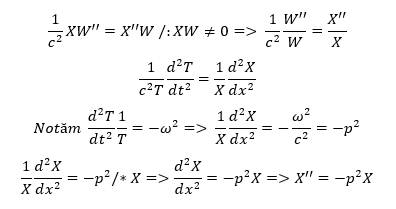 1/c² XW'' = X''W /: XW ≠ 0 => 1/c² W''/W = X''/X
1/(c²T) d²T/dt² = 1/X d²X/dx²
Notăm d²T/dt² 1/T = −ω² => 1/X d²X/dx² = − ω²/c² = −p²
1/X d²X/dx² = −p² /∗ X => d²X/dx² = −p²X => X'' = −p²X